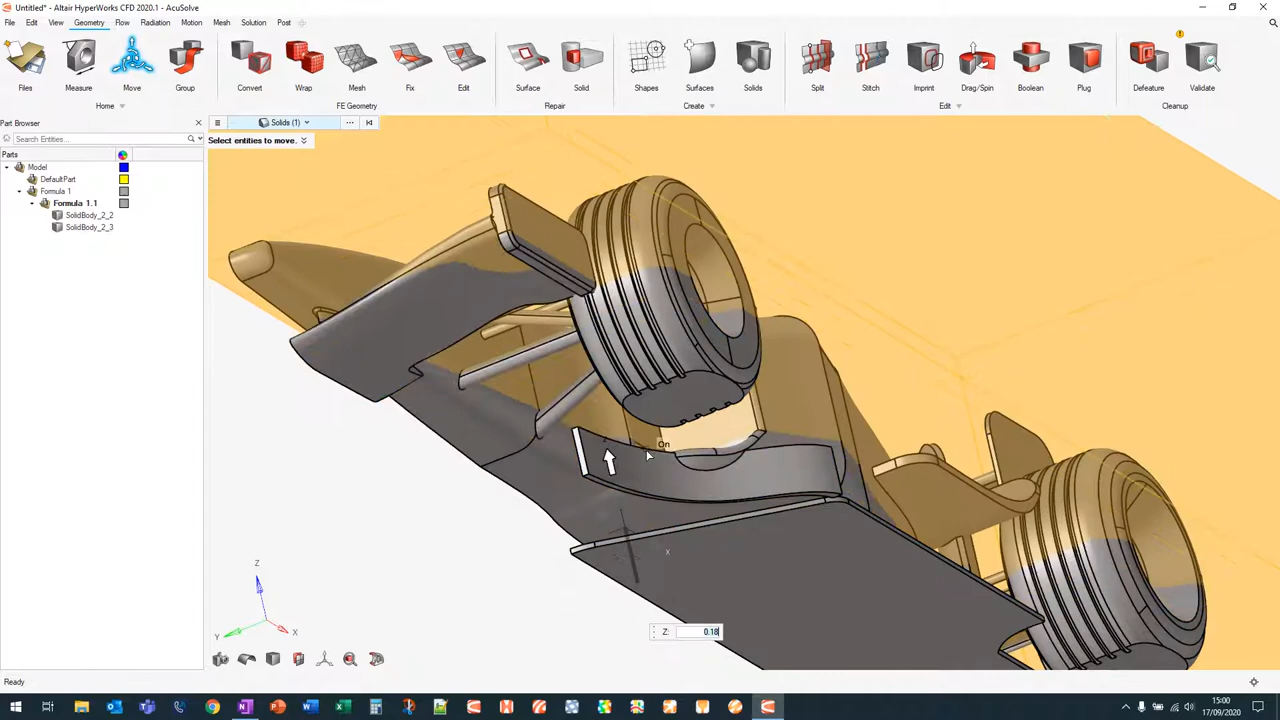 Untitled* - Altair HyperWorks CFD 2020.1 - AcuSolve
File Edit View Geometry Flow Radiation Motion Mesh Solution Post
Files Measure Move Group Convert Wrap Mesh Fix Edit Surface Solid Shapes Surfaces Solids Split Stitch Imprint Drag/Spin Boolean Plug Defeature Validate
Home FE Geometry Repair Create Edit Cleanup
Part Browser
Solids (1)
Search Entities...
Select entities to move.
Parts
Model
DefaultPart
Formula 1
Formula 1.1
SolidBody_2_2
SolidBody_2_3
On
X
Z
Y X
Z: 0.18
Ready
15:00
17/09/2020